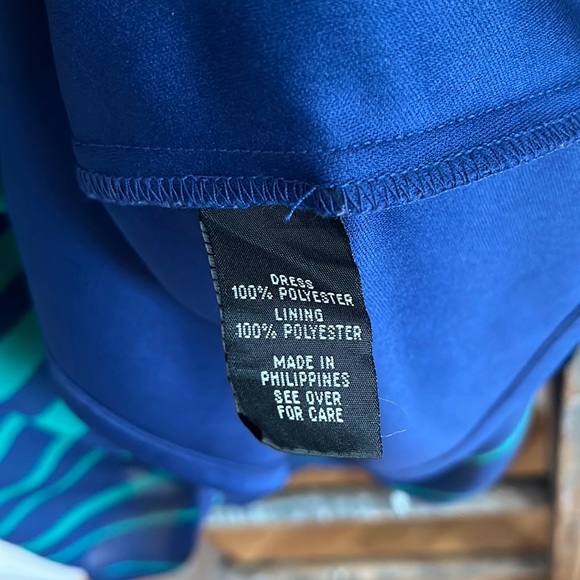 DRESS
100% POLYESTER
LINING
100% POLYESTER
MADE IN
PHILIPPINES
SEE OVER
FOR CARE